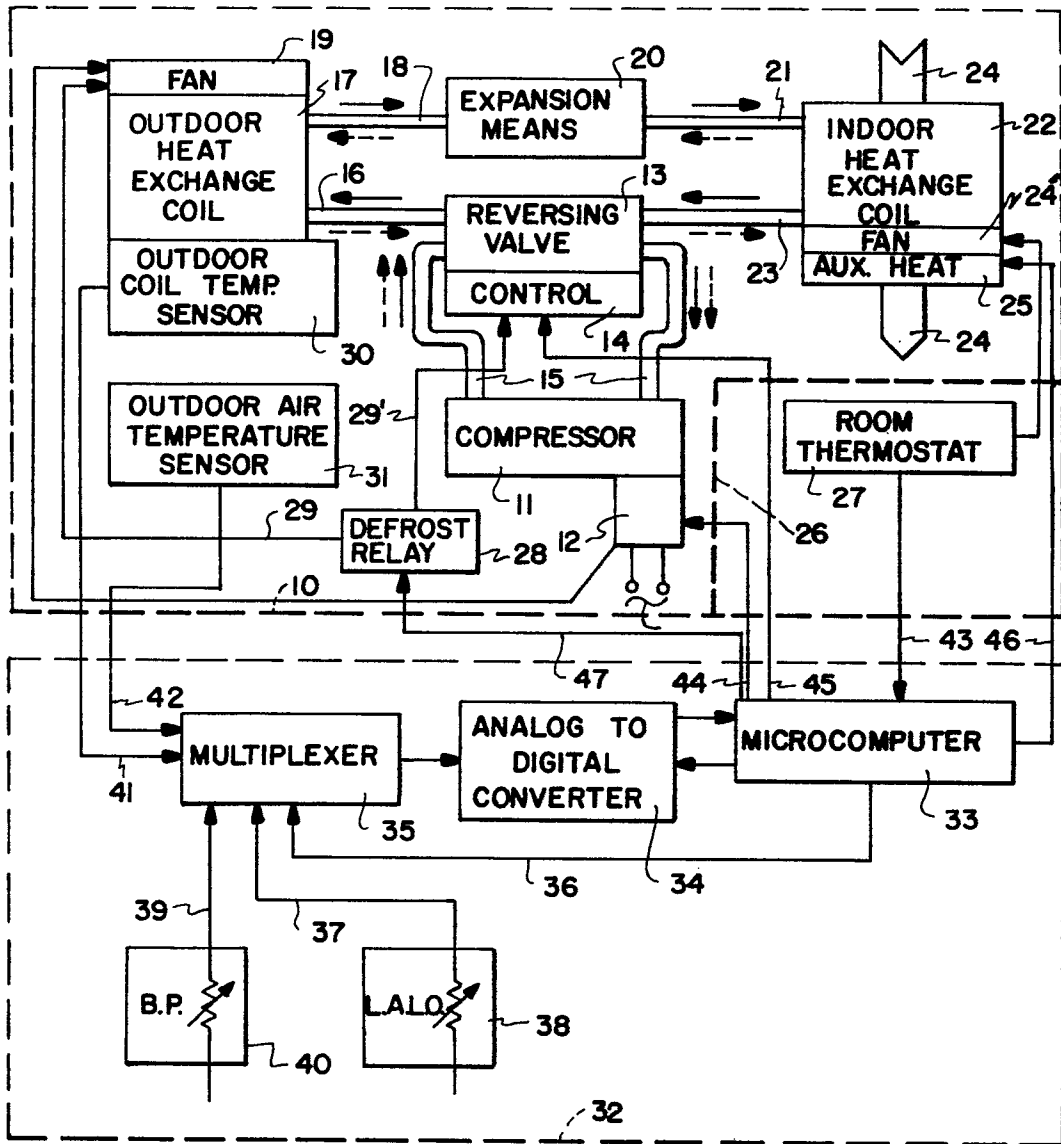 19
FAN
17
OUTDOOR
HEAT
EXCHANGE
COIL
OUTDOOR
COIL TEMP.
SENSOR
30
18
16
20
EXPANSION
MEANS
21
13
REVERSING
VALVE
CONTROL
14
15
23
24
INDOOR
HEAT
EXCHANGE
COIL
22
24'
FAN
AUX. HEAT
25
24
OUTDOOR AIR
TEMPERATURE
SENSOR
31
29'
29
COMPRESSOR
11
12
DEFROST
RELAY
28
26
ROOM
THERMOSTAT
27
10
47
44
45
43
46
42
41
MULTIPLEXER
35
ANALOG TO
DIGITAL
CONVERTER
34
MICROCOMPUTER
33
36
39
37
B.P.
40
L.A.L.O.
38
32